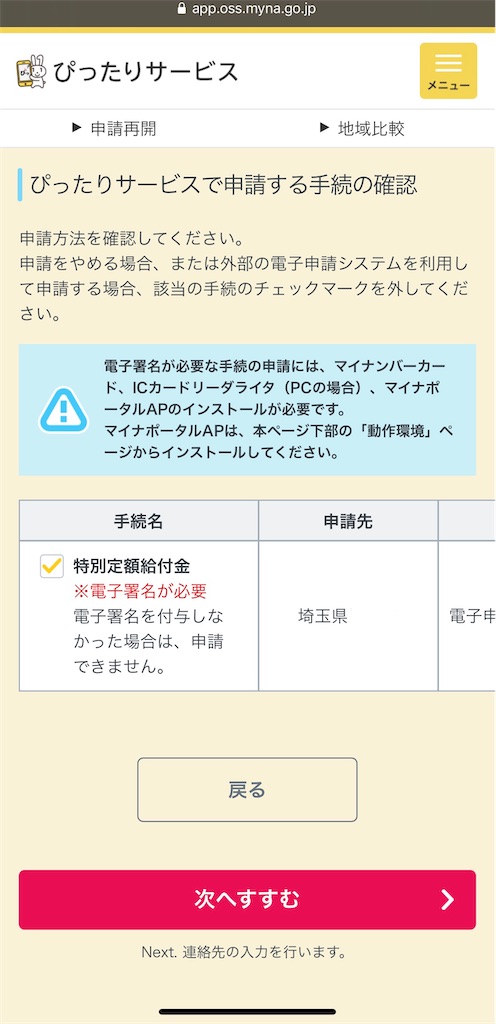 app.oss.myna.go.jp
ぴったりサービス
メニュー
▶ 申請再開
▶ 地域比較
ぴったりサービスで申請する手続の確認
申請方法を確認してください。
申請をやめる場合、または外部の電子申請システムを利用し
て申請する場合、該当の手続のチェックマークを外してくだ
さい。
電子署名が必要な手続の申請には、マイナンバーカー
ド、ICカードリーダライタ（PCの場合）、マイナポ
ータルAPのインストールが必要です。
マイナポータルAPは、本ページ下部の「動作環境」ペ
ージからインストールしてください。
手続名
申請先
特別定額給付金
※電子署名が必要
電子署名を付与しな
かった場合は、申請
できません。
埼玉県
電子申
戻る
次へすすむ
Next. 連絡先の入力を行います。